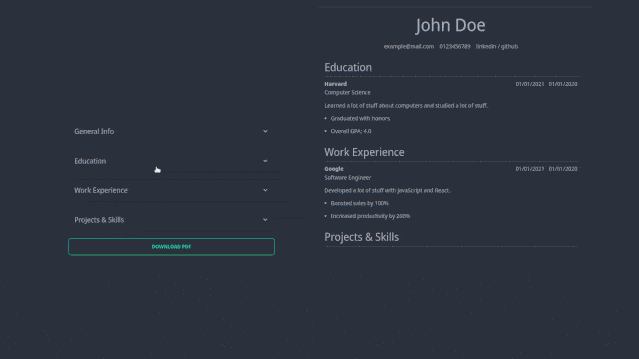 General Info
Education
Work Experience
Projects & Skills
DOWNLOAD PDF
John Doe
example@mail.com 0123456789 linkedin / github
Education
Harvard 01/01/2021 01/01/2020
Computer Science
Learned a lot of stuff about computers and studied a lot of stuff.
• Graduated with honors
• Overall GPA: 4.0
Work Experience
Google 01/01/2021 01/01/2020
Software Engineer
Developed a lot of stuff with JavaScript and React.
• Boosted sales by 100%
• Increased productivity by 200%
Projects & Skills